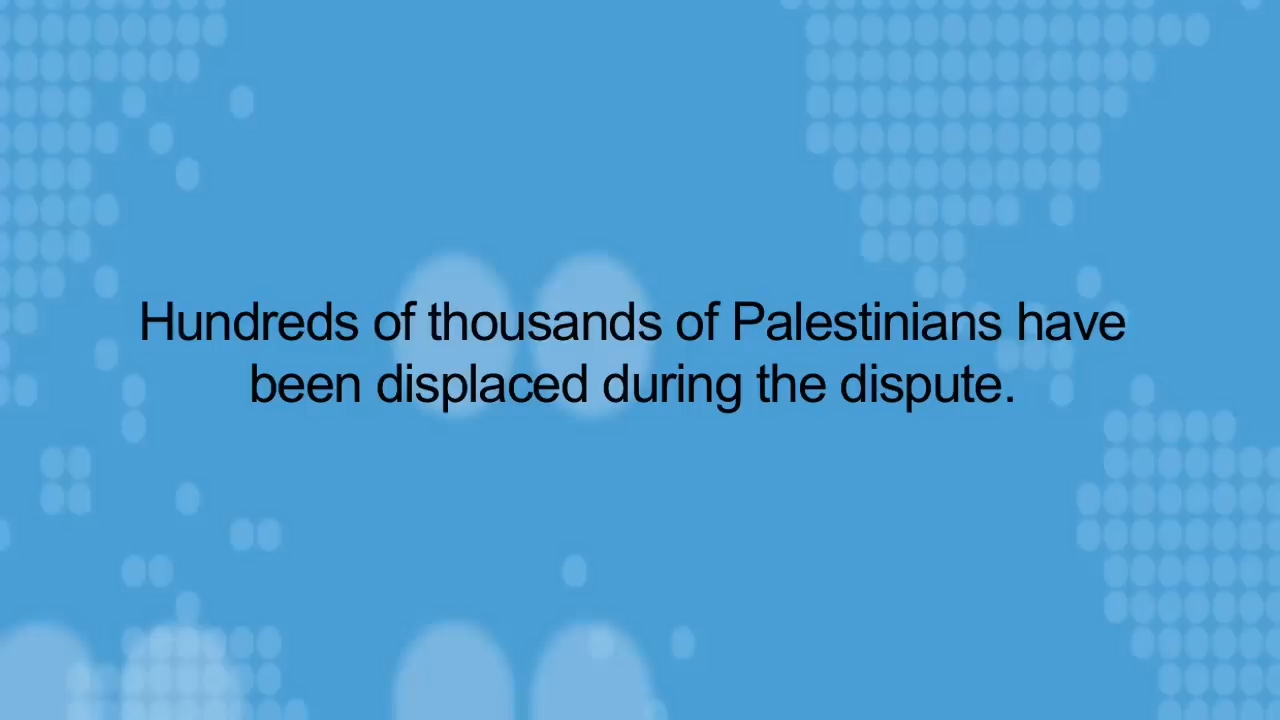 Hundreds of thousands of Palestinians have
been displaced during the dispute.